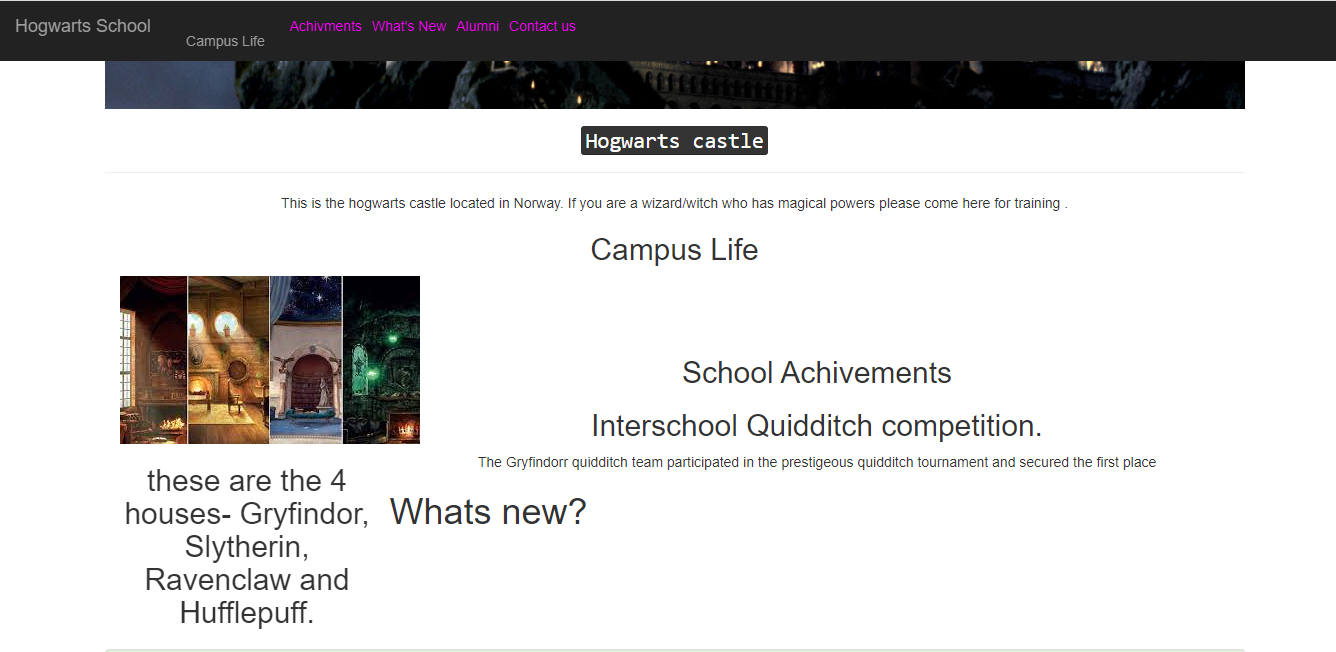 Hogwarts School
Campus Life
Achivments What's New Alumni Contact us
Hogwarts castle
This is the hogwarts castle located in Norway. If you are a wizard/witch who has magical powers please come here for training .
Campus Life
School Achivements
Interschool Quidditch competition.
The Gryfindorr quidditch team participated in the prestigeous quidditch tournament and secured the first place
these are the 4
houses- Gryfindor,
Slytherin,
Ravenclaw and
Hufflepuff.
Whats new?